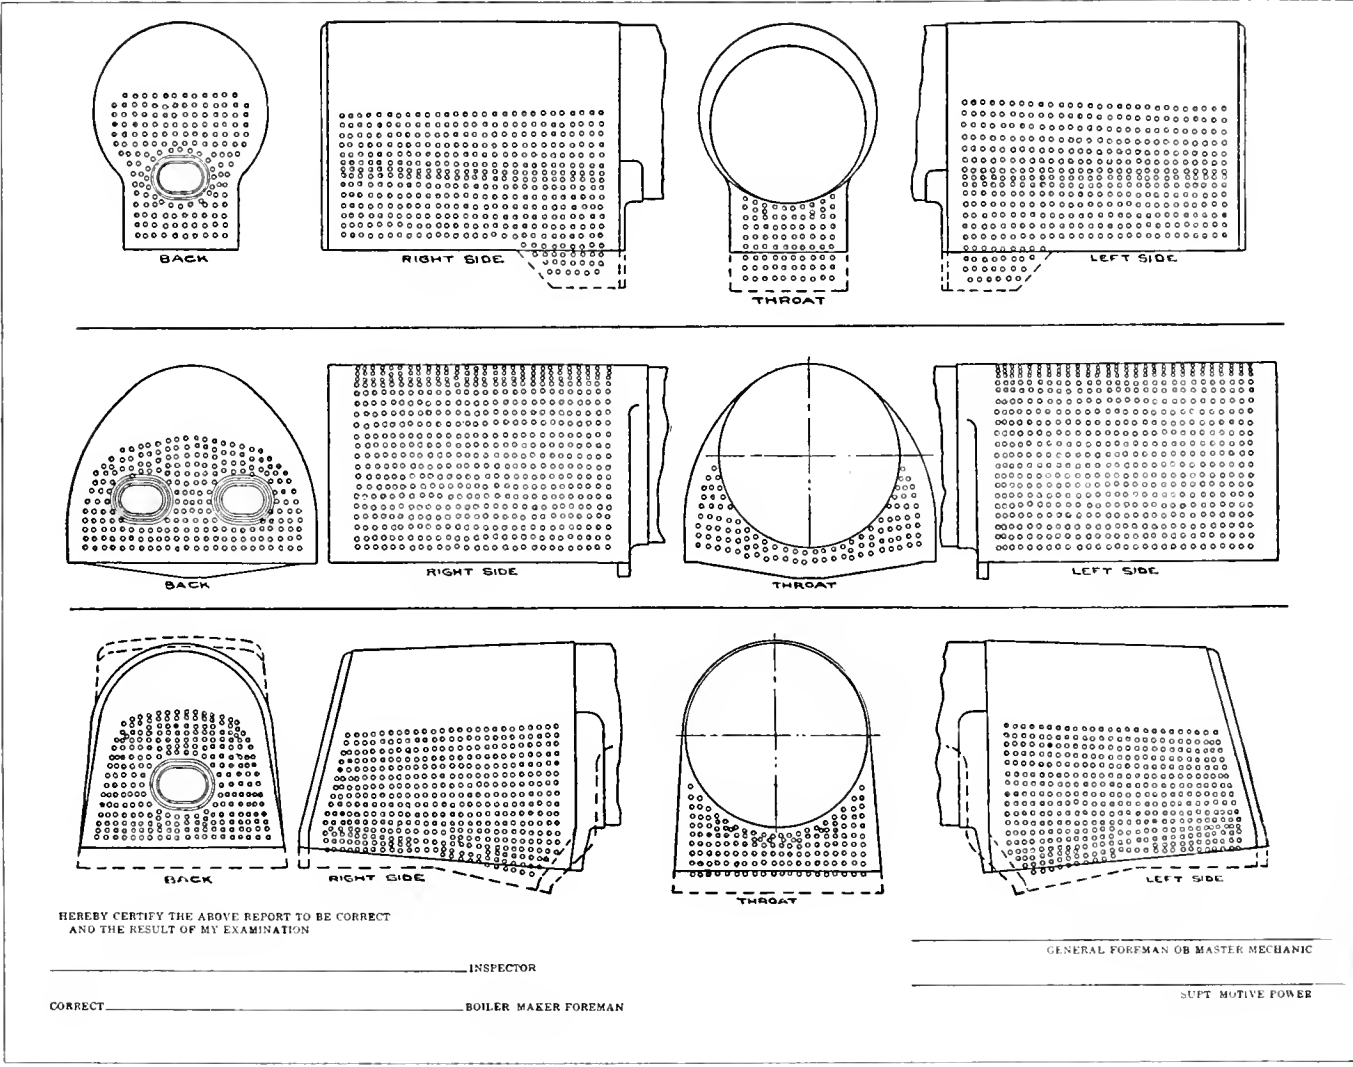 BACK
RIGHT SIDE
THROAT
LEFT SIDE
BACK
RIGHT SIDE
THROAT
LEFT SIDE
BACK
RIGHT SIDE
THROAT
LEFT SIDE
HEREBY CERTIFY THE ABOVE REPORT TO BE CORRECT
AND THE RESULT OF MY EXAMINATION
GENERAL FOREMAN OB MASTER MECHANIC
INSPECTOR
SUPT MOTIVE POWER
CORRECT BOILER MAKER FOREMAN